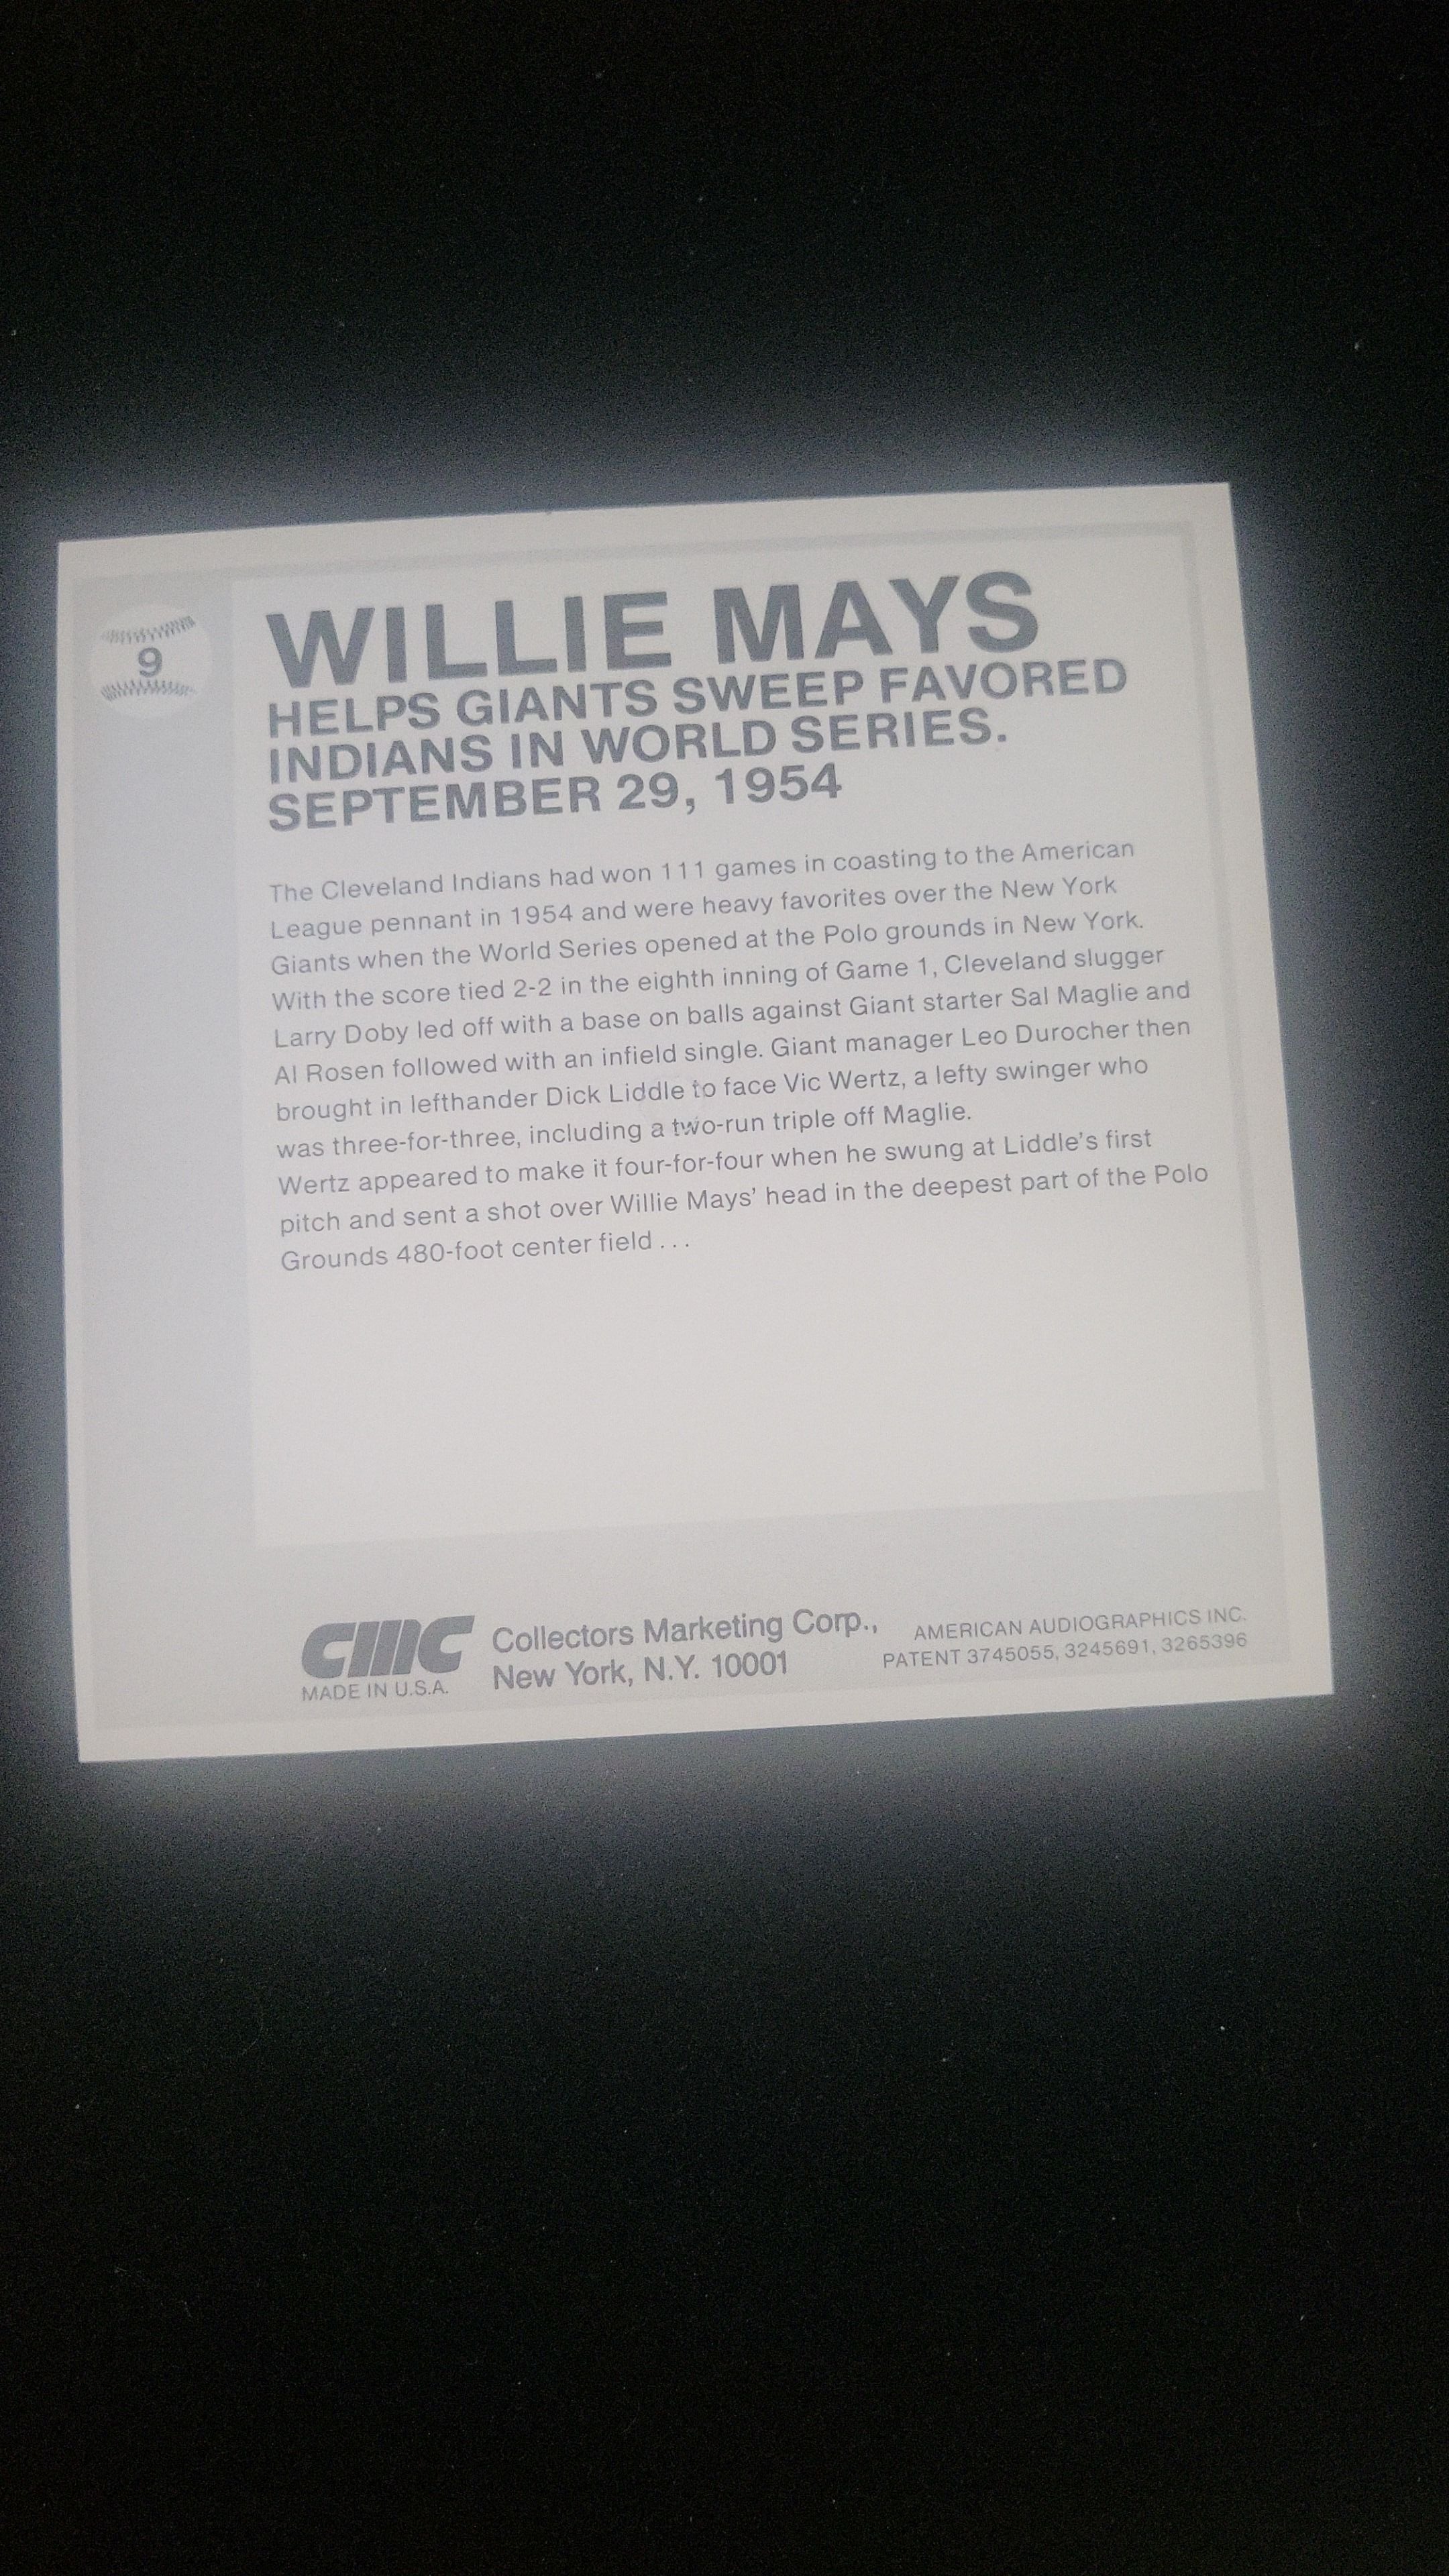 9
WILLIE MAYS
HELPS GIANTS SWEEP FAVORED
INDIANS IN WORLD SERIES.
SEPTEMBER 29, 1954
The Cleveland Indians had won 111 games in coasting to the American
League pennant in 1954 and were heavy favorites over the New York
Giants when the World Series opened at the Polo grounds in New York.
With the score tied 2-2 in the eighth inning of Game 1, Cleveland slugger
Larry Doby led off with a base on balls against Giant starter Sal Maglie and
Al Rosen followed with an infield single. Giant manager Leo Durocher then
brought in lefthander Dick Liddle to face Vic Wertz, a lefty swinger who
was three-for-three, including a two-run triple off Maglie.
Wertz appeared to make it four-for-four when he swung at Liddle’s first
pitch and sent a shot over Willie Mays’ head in the deepest part of the Polo
Grounds 480-foot center field . . .
CMC
MADE IN U.S.A.
Collectors Marketing Corp.,
New York, N.Y. 10001
AMERICAN AUDIOGRAPHICS INC.
PATENT 3745055, 3245691, 3265396